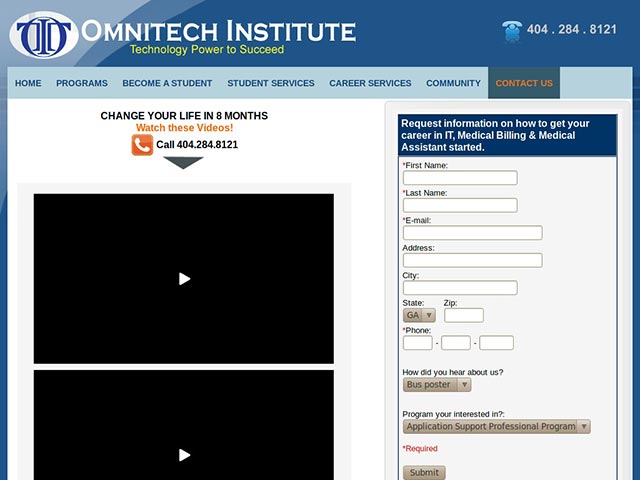 OMNITECH INSTITUTE
Technology Power to Succeed
404 . 284 . 8121
HOME PROGRAMS BECOME A STUDENT STUDENT SERVICES CAREER SERVICES COMMUNITY CONTACT US
CHANGE YOUR LIFE IN 8 MONTHS
Watch these Videos!
Call 404.284.8121
Request information on how to get your
career in IT, Medical Billing & Medical
Assistant started.
*First Name:
*Last Name:
*E-mail:
Address:
City:
State: Zip:
GA
*Phone:
- -
How did you hear about us?
Bus poster
Program your interested in?:
Application Support Professional Program
*Required
Submit